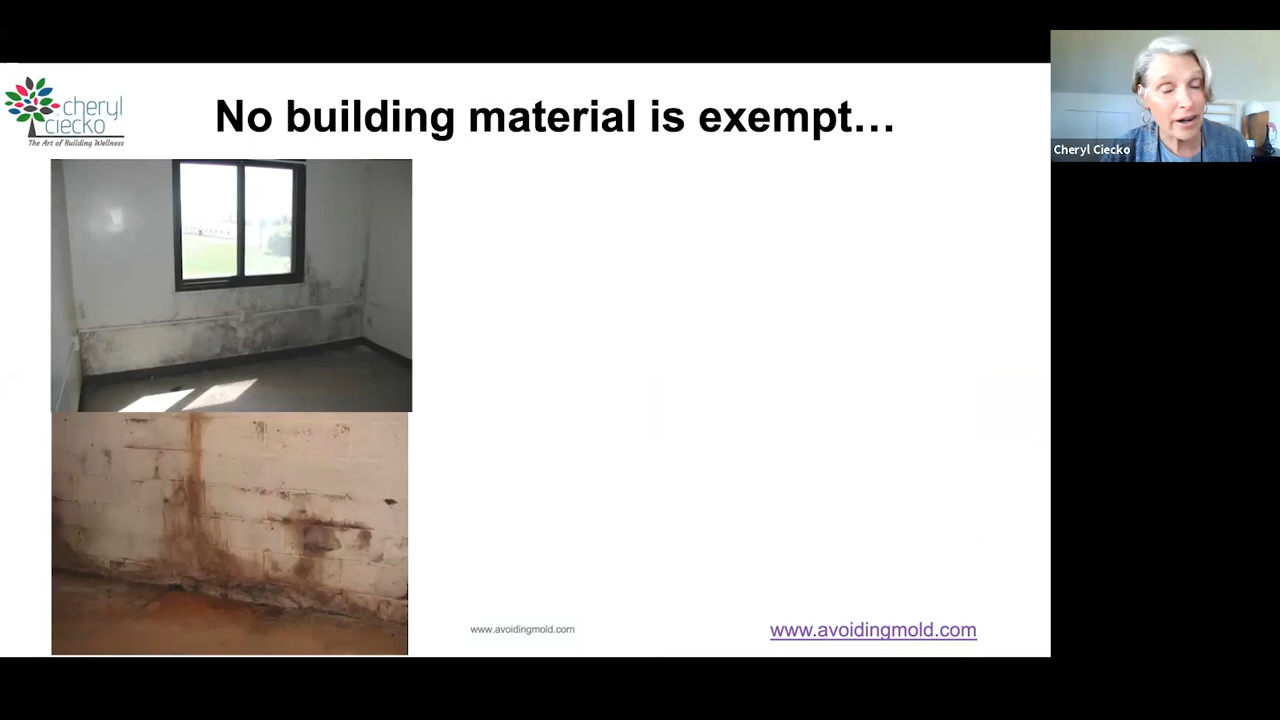 cheryl
ciecko
The Art of Building Wellness
No building material is exempt…
Cheryl Ciecko
www.avoidingmold.com
www.avoidingmold.com